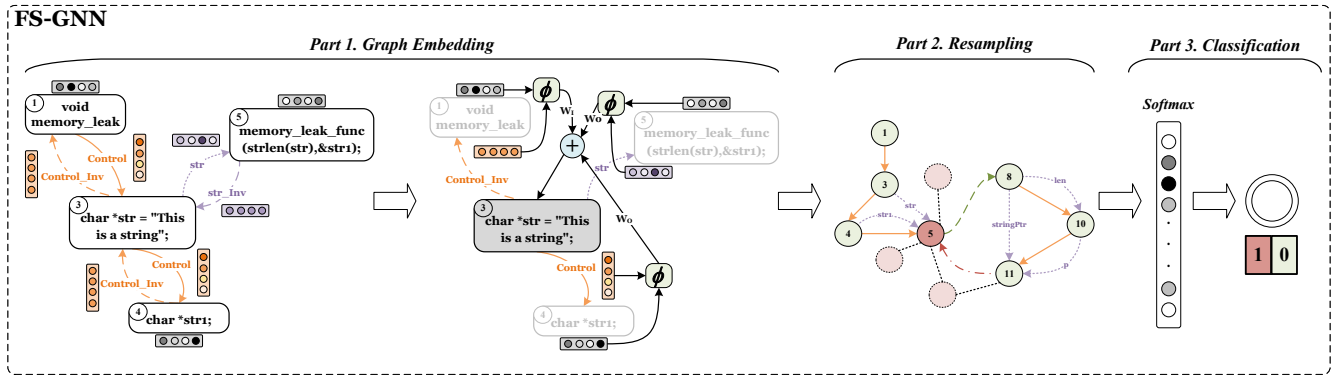 FS-GNN
Part 1. Graph Embedding
Part 2. Resampling
Part 3. Classification
1
void
memory_leak
5
memory_leak_func
(strlen(str),&str1);
Control
Control_Inv
str
str_Inv
3
char *str = "This
is a string";
Control
Control_Inv
4
char *str1;
1
void
memory_leak
ϕ
W1
ϕ
Wo
5
memory_leak_func
(strlen(str),&str1);
+
Control_Inv
str
3
char *str = "This
is a string";
Wo
Control
ϕ
4
char *str1;
1
3
str
4
str1
5
8
len
stringPtr
10
p
11
Softmax
1
0